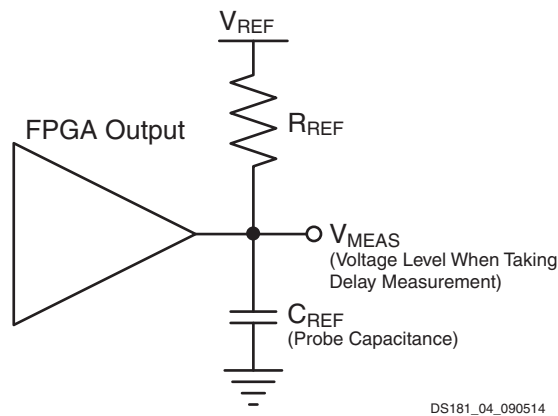 VREF
FPGA Output
RREF
VMEAS
(Voltage Level When Taking
Delay Measurement)
CREF
(Probe Capacitance)
DS181_04_090514